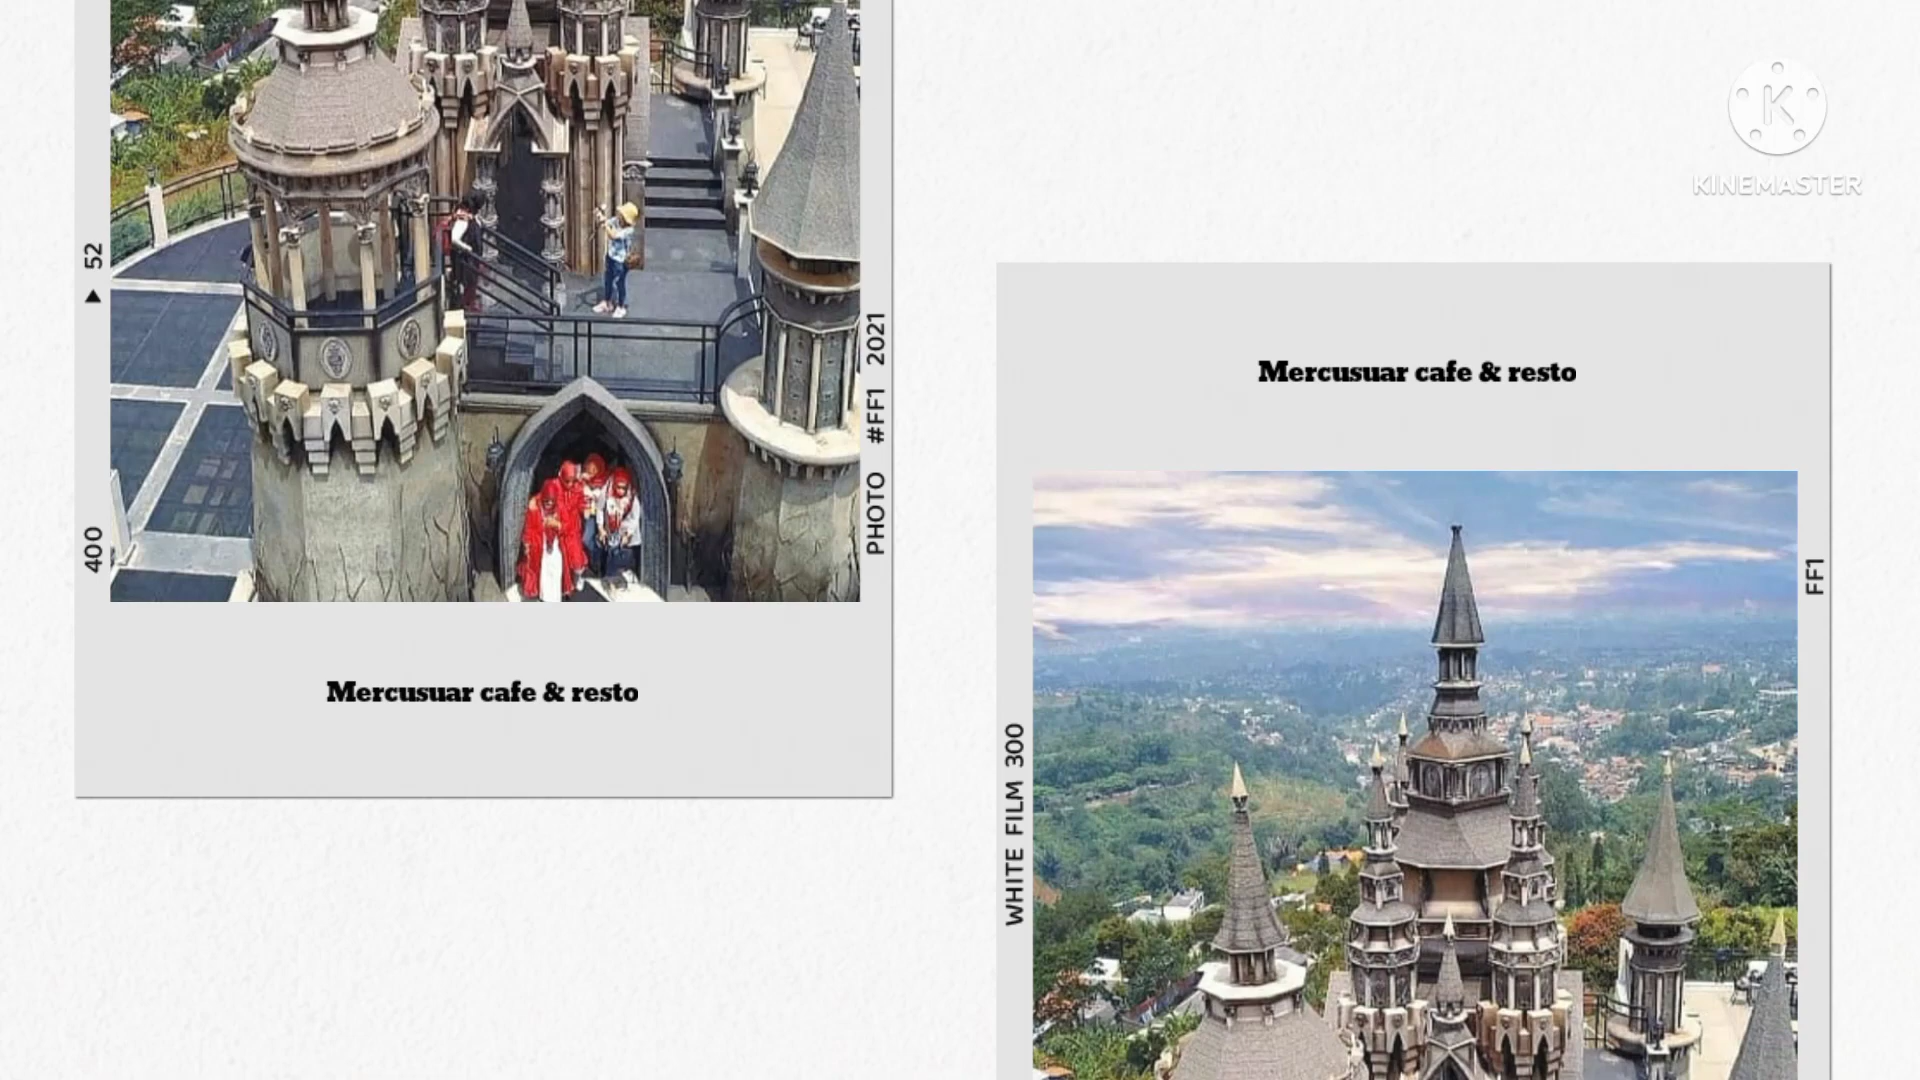 52
400
PHOTO #FF1 2021
Mercusuar cafe & resto
K
KINEMASTER
Mercusuar cafe & resto
WHITE FILM 300
FF1